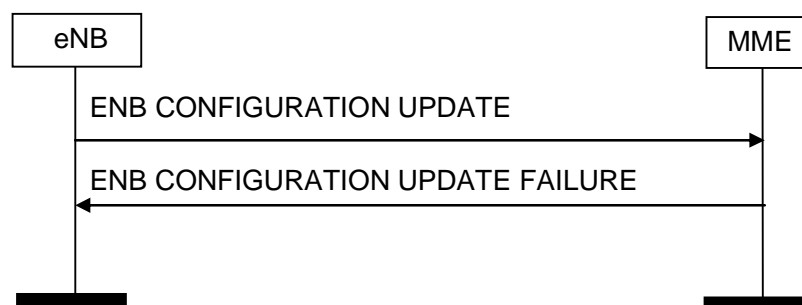 eNB
MME
ENB CONFIGURATION UPDATE
ENB CONFIGURATION UPDATE FAILURE